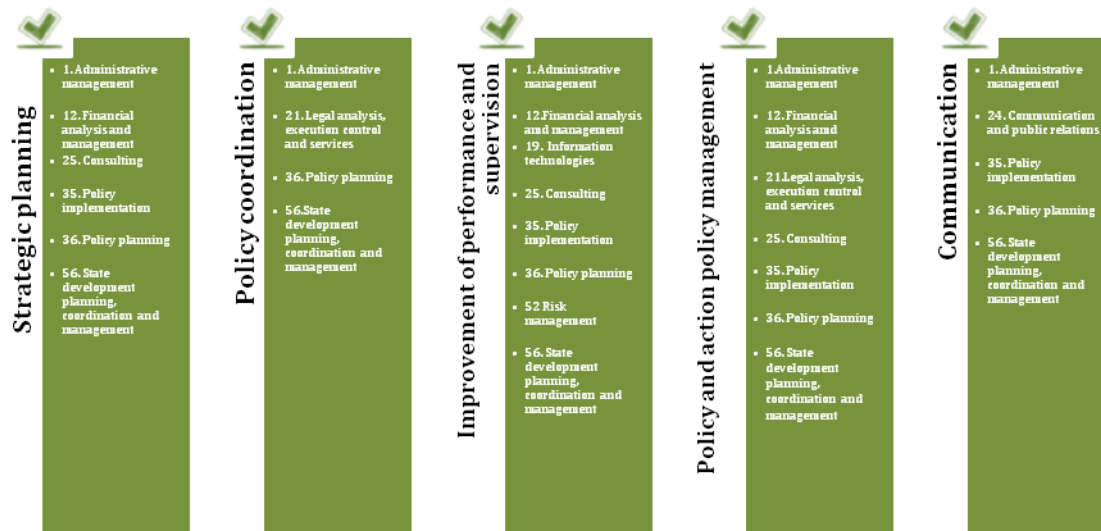 Strategic planning
• 1. Administrative
management
• 12. Financial
analysis and
management
• 25. Consulting
• 35. Policy
implementation
• 36. Policy planning
• 56. State
development
planning,
coordination and
management
Policy coordination
• 1. Administrative
management
• 21. Legal analysis,
execution control
and services
• 36. Policy planning
• 56. State
development
planning,
coordination and
management
Improvement of performance and
supervision
• 1. Administrative
management
• 12. Financial analysis
and management
• 19. Information
technologies
• 25. Consulting
• 35. Policy
implementation
• 36. Policy planning
• 52 Risk
management
• 56. State
development
planning,
coordination and
management
Policy and action policy management
• 1. Administrative
management
• 12. Financial
analysis and
management
• 21. Legal analysis,
execution control
and services
• 25. Consulting
• 35. Policy
implementation
• 36. Policy planning
• 56. State
development
planning,
coordination and
management
Communication
• 1. Administrative
management
• 24. Communication
and public relations
• 35. Policy
implementation
• 36. Policy planning
• 56. State
development
planning,
coordination and
management